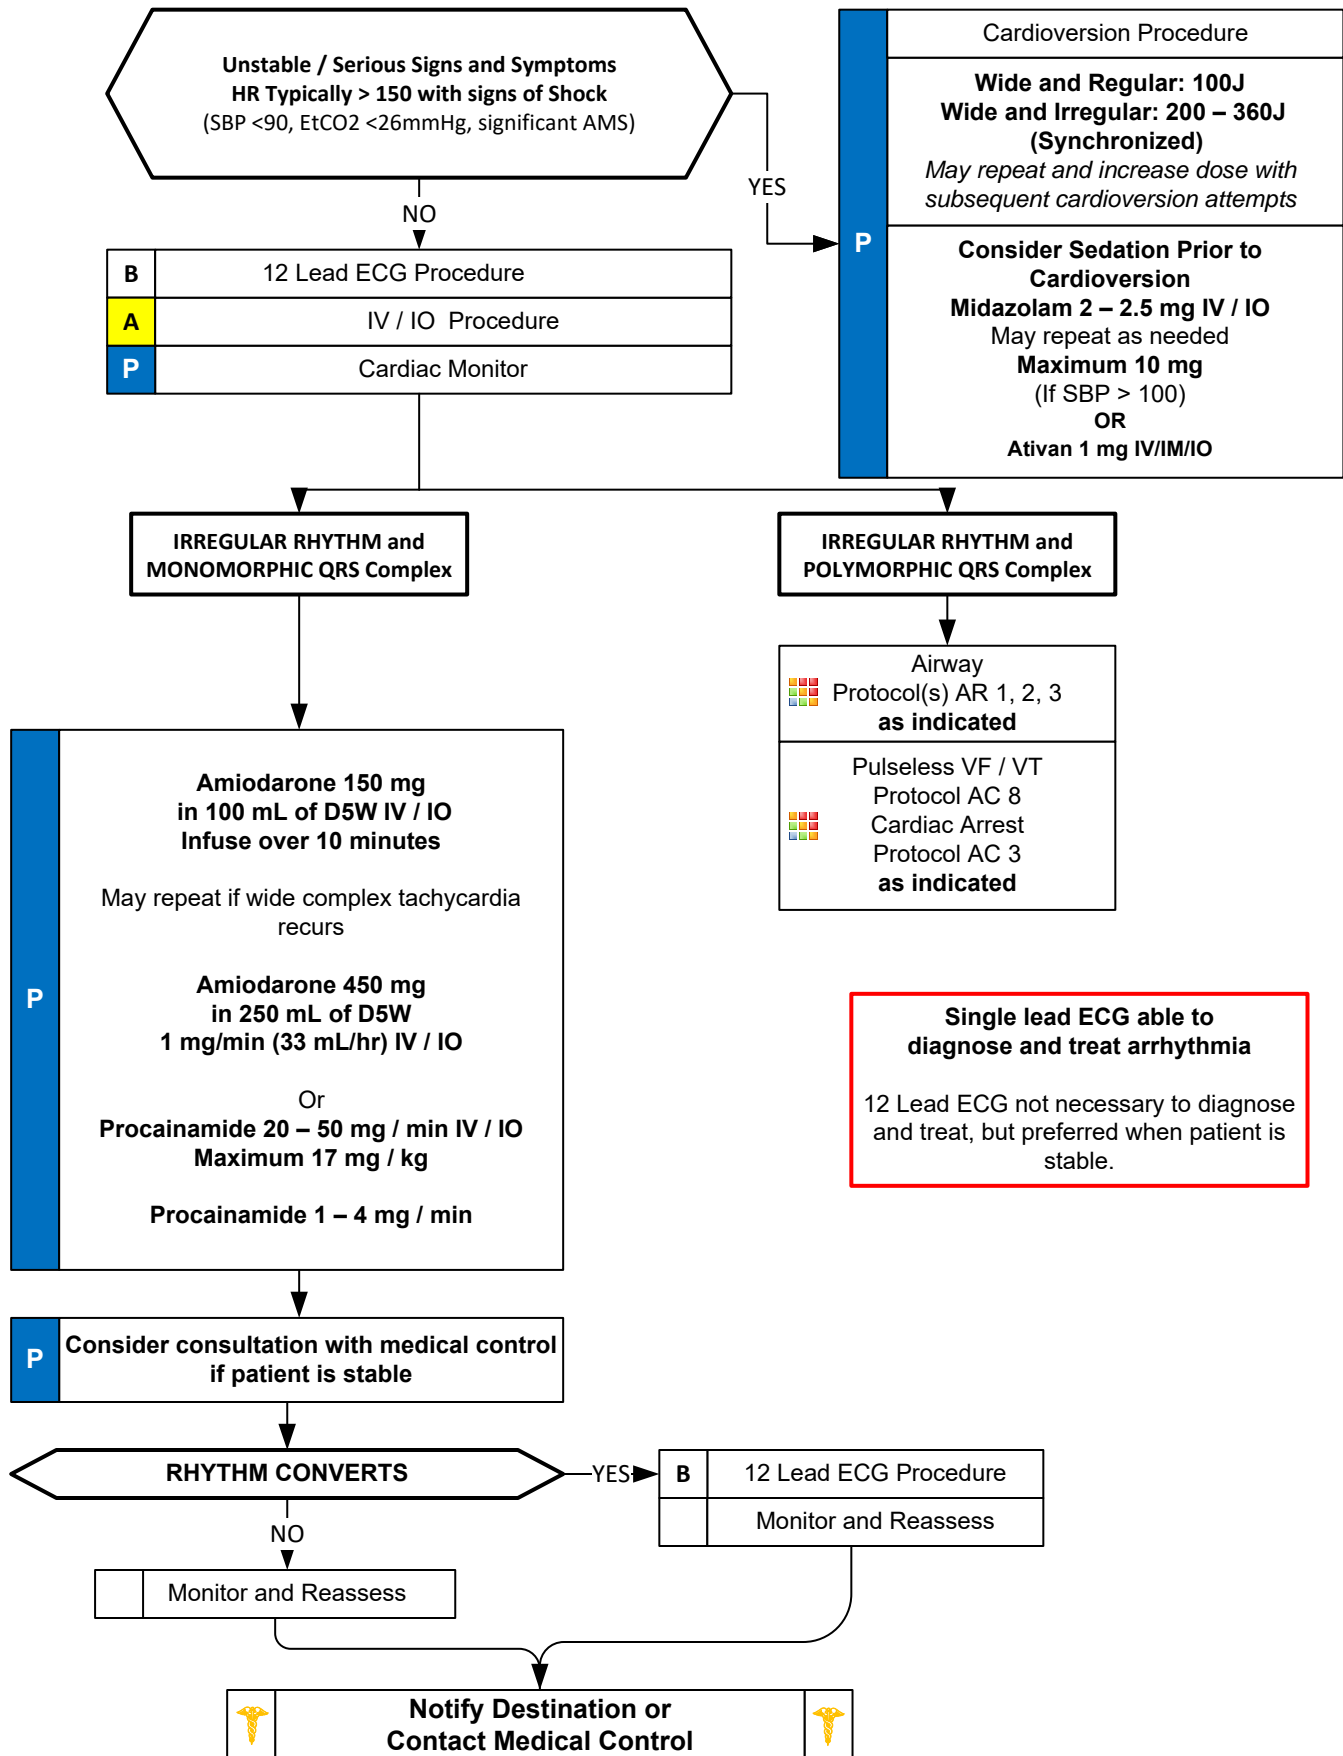 Unstable / Serious Signs and Symptoms
HR Typically > 150 with signs of Shock
(SBP <90, EtCO2 <26mmHg, significant AMS)
YES
NO
P
Cardioversion Procedure
Wide and Regular: 100J
Wide and Irregular: 200 – 360J
(Synchronized)
May repeat and increase dose with
subsequent cardioversion attempts
Consider Sedation Prior to
Cardioversion
Midazolam 2 – 2.5 mg IV / IO
May repeat as needed
Maximum 10 mg
(If SBP > 100)
OR
Ativan 1 mg IV/IM/IO
B 12 Lead ECG Procedure
A IV / IO Procedure
P Cardiac Monitor
IRREGULAR RHYTHM and
MONOMORPHIC QRS Complex
IRREGULAR RHYTHM and
POLYMORPHIC QRS Complex
Airway
Protocol(s) AR 1, 2, 3
as indicated
Pulseless VF / VT
Protocol AC 8
Cardiac Arrest
Protocol AC 3
as indicated
P
Amiodarone 150 mg
in 100 mL of D5W IV / IO
Infuse over 10 minutes
May repeat if wide complex tachycardia
recurs
Amiodarone 450 mg
in 250 mL of D5W
1 mg/min (33 mL/hr) IV / IO
Or
Procainamide 20 – 50 mg / min IV / IO
Maximum 17 mg / kg
Procainamide 1 – 4 mg / min
Single lead ECG able to
diagnose and treat arrhythmia
12 Lead ECG not necessary to diagnose
and treat, but preferred when patient is
stable.
P
Consider consultation with medical control
if patient is stable
RHYTHM CONVERTS
YES
B 12 Lead ECG Procedure
Monitor and Reassess
NO
Monitor and Reassess
Notify Destination or
Contact Medical Control